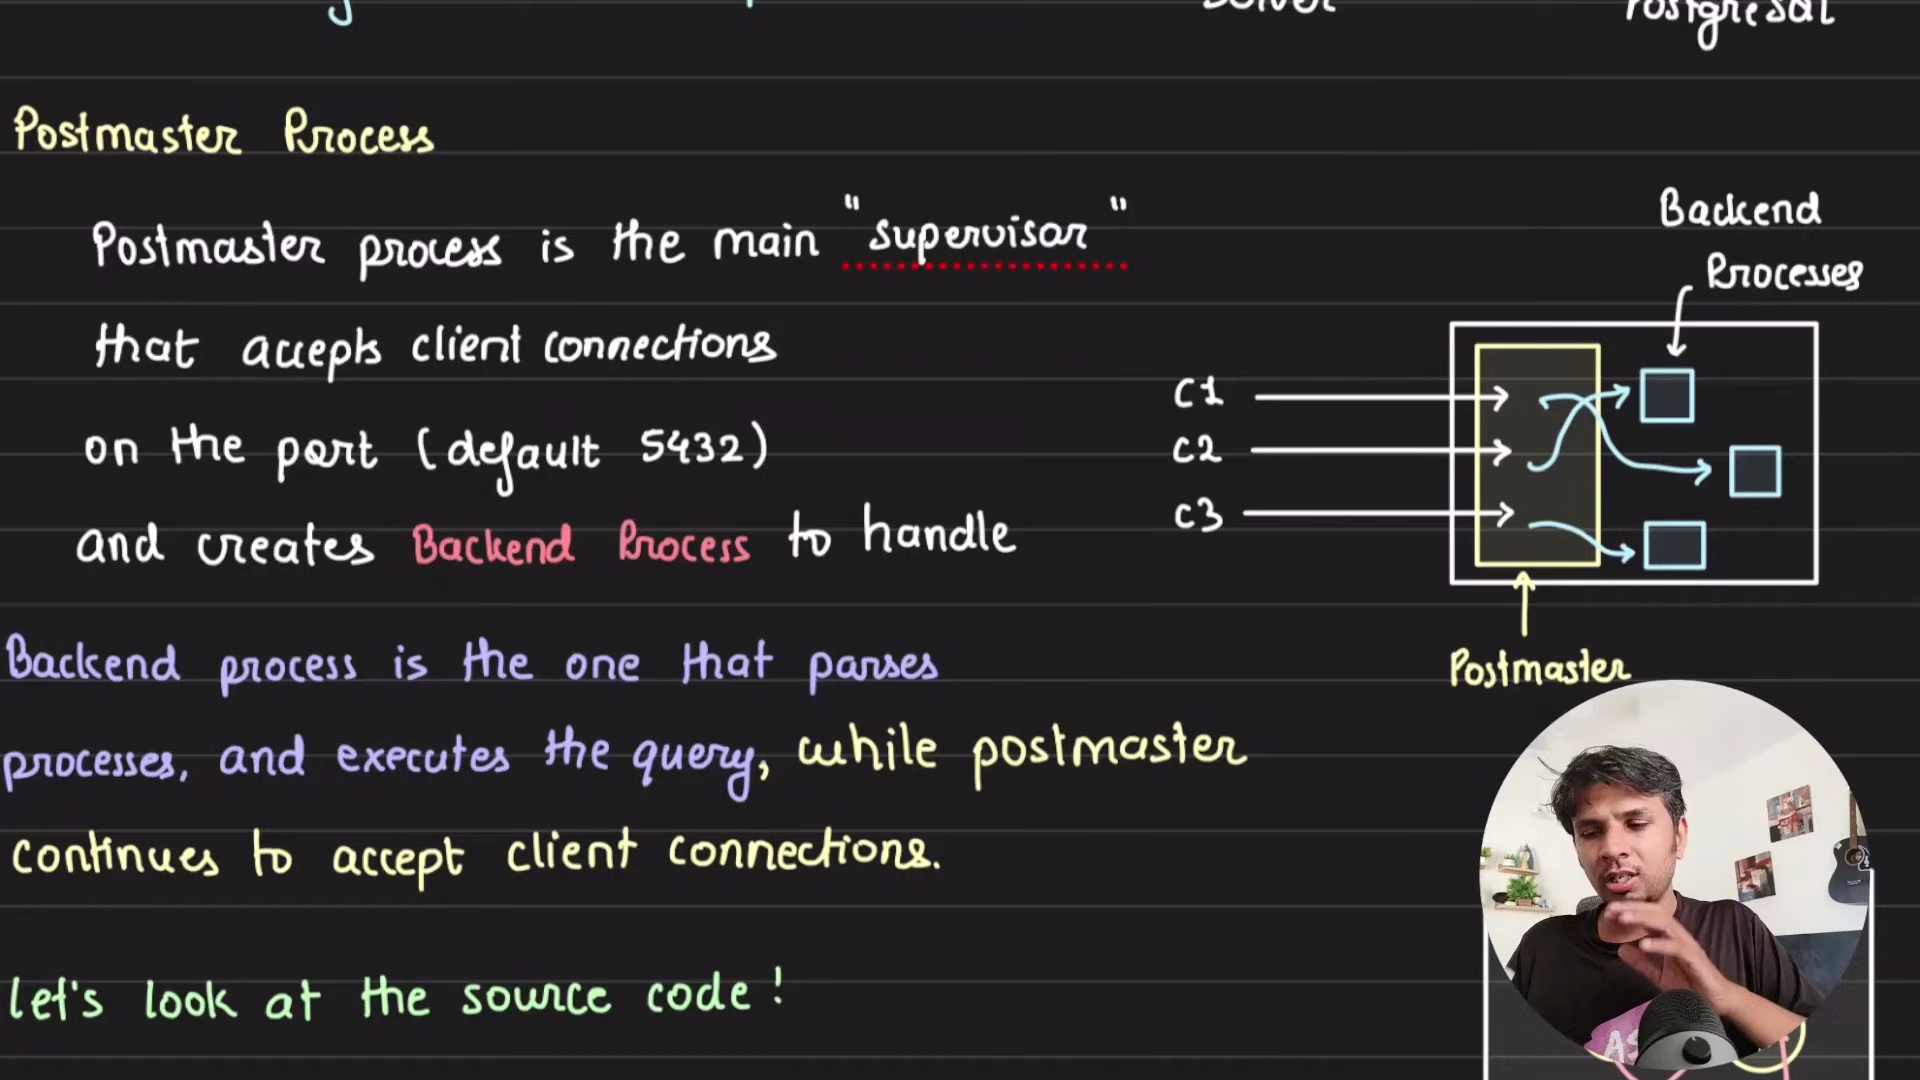 Postmaster Process
Backend
Processes
Postmaster process is the main "supervisor"
that accepts client connections
on the port (default 5432)
and creates Backend Process to handle
C1
C2
C3
Postmaster
Backend process is the one that parses
processes, and executes the query, while postmaster
continues to accept client connections.
let's look at the source code!